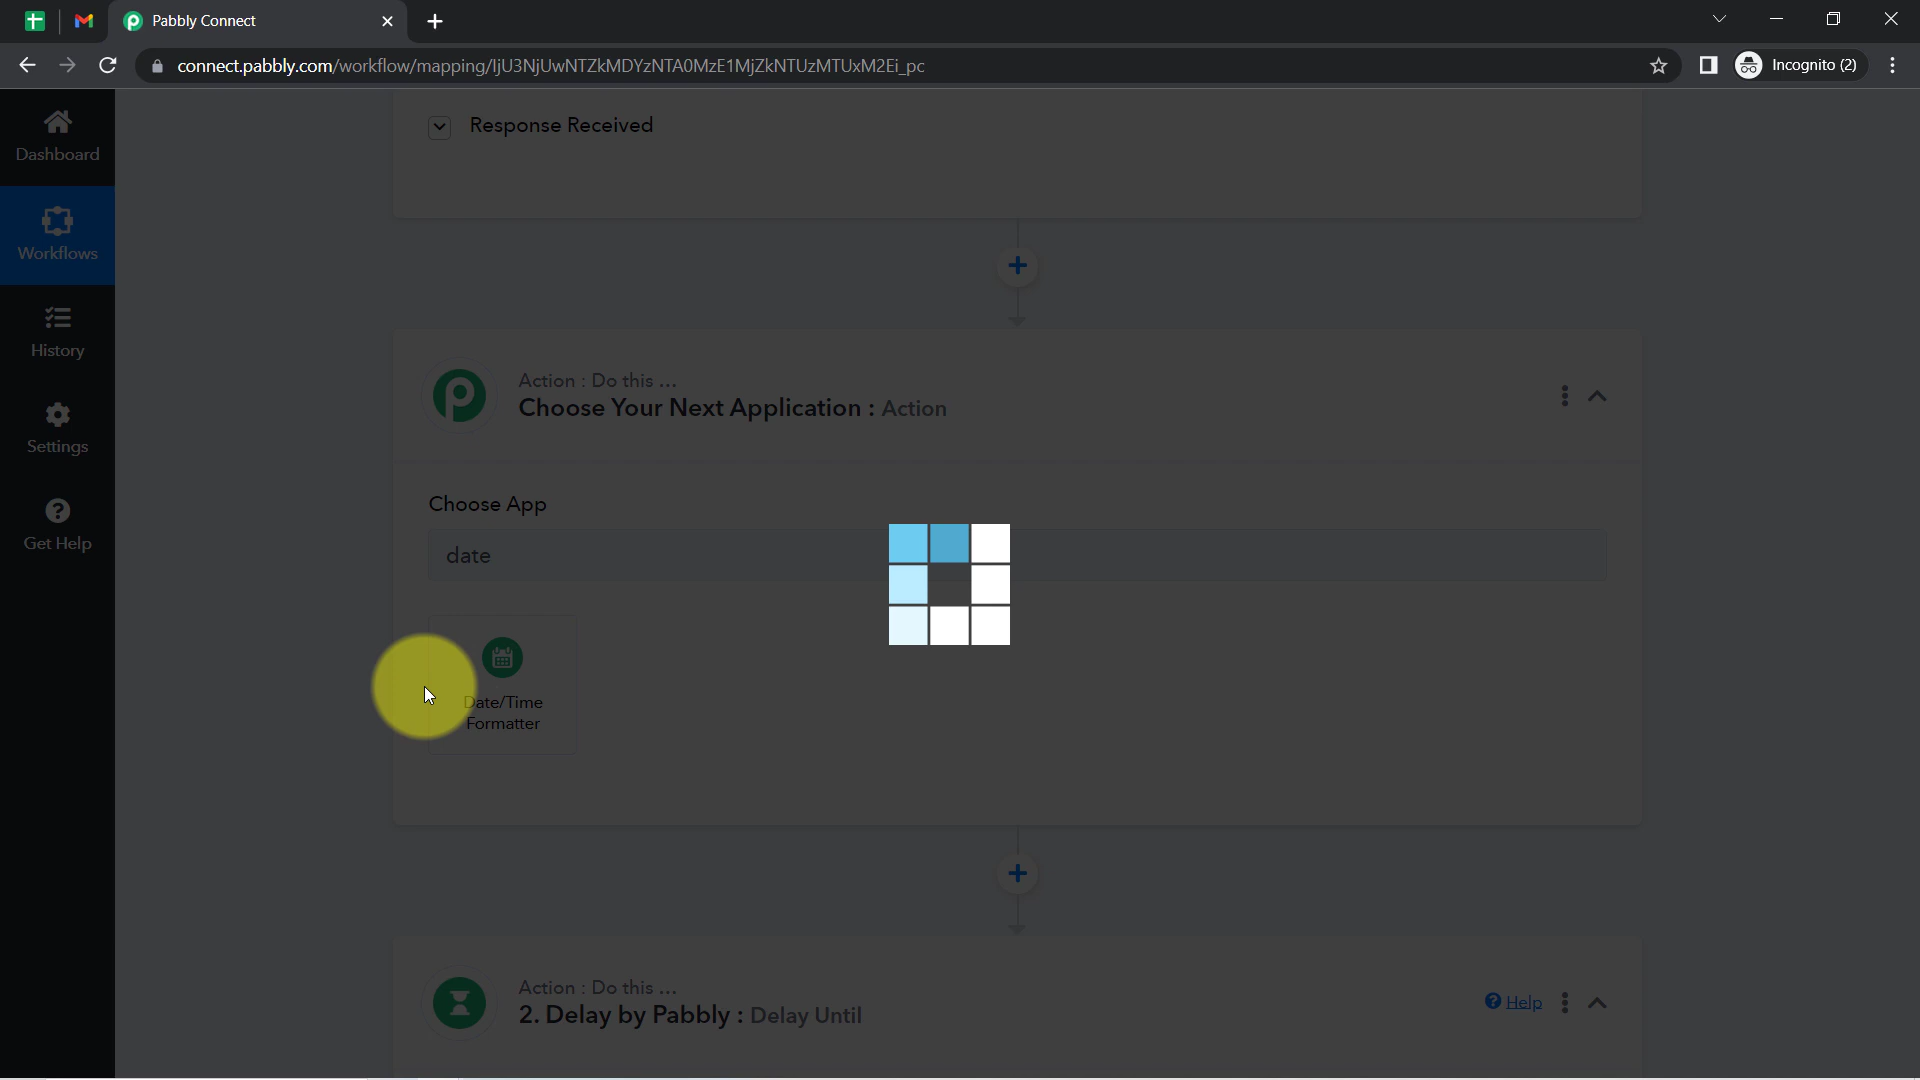 Pabbly Connect
connect.pabbly.com/workflow/mapping/IjU3NjUwNTZkMDYzNTA0MzE1MjZkNTUzMTUxM2Ei_pc
Incognito (2)
Dashboard
Workflows
History
Settings
Get Help
Response Received
Action : Do this ...
Choose Your Next Application : Action
Choose App
date
Date/Time
Formatter
Action : Do this ...
2. Delay by Pabbly : Delay Until
Help